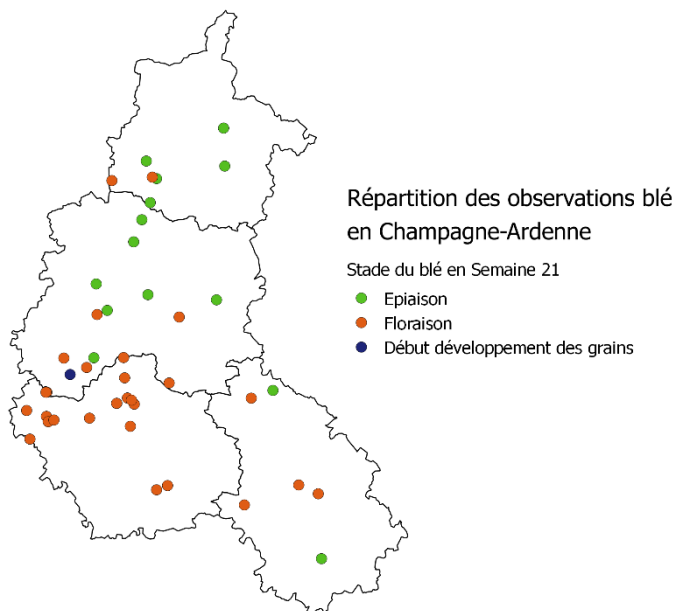 Répartition des observations blé
en Champagne-Ardenne
Stade du blé en Semaine 21
Epiaison
Floraison
Début développement des grains